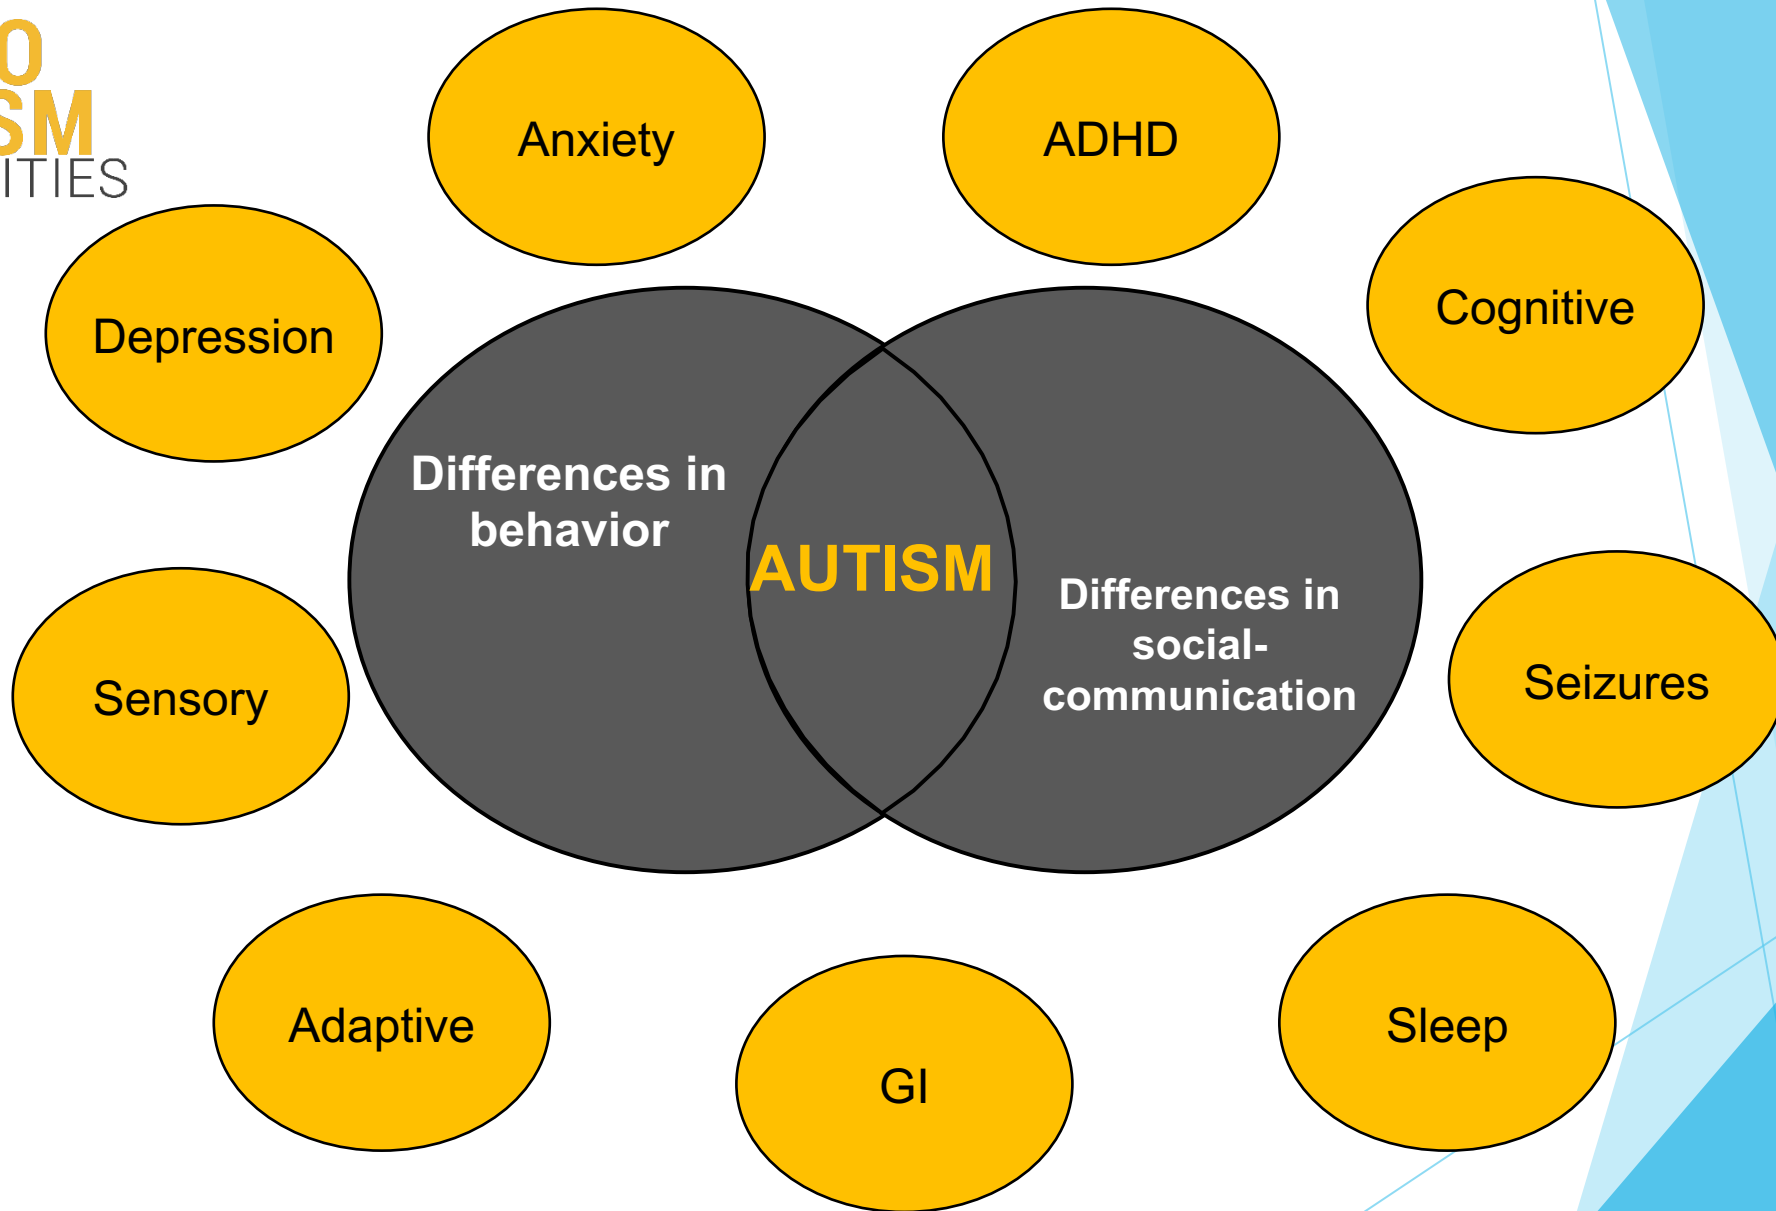 O
SM
ITIES
Anxiety
ADHD
Depression
Cognitive
Differences in
behavior
AUTISM
Differences in
social-
communication
Sensory
Seizures
Adaptive
GI
Sleep